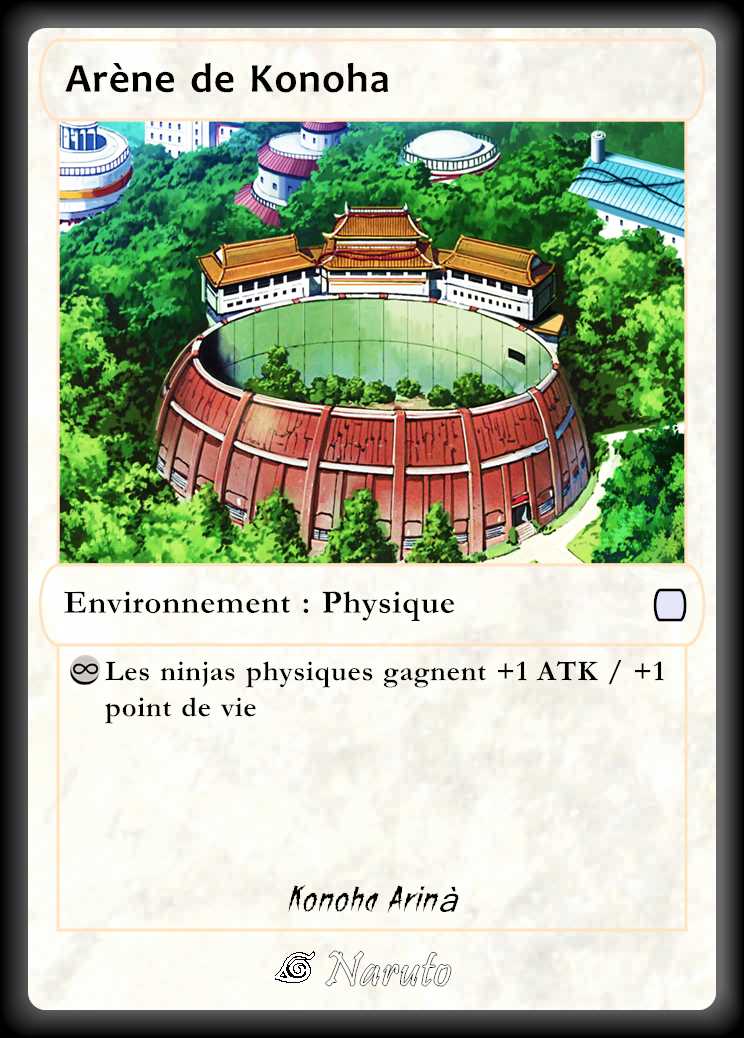 Arène de Konoha
Environnement : Physique
∞ Les ninjas physiques gagnent +1 ATK / +1
point de vie
Konoha Arinà
Naruto